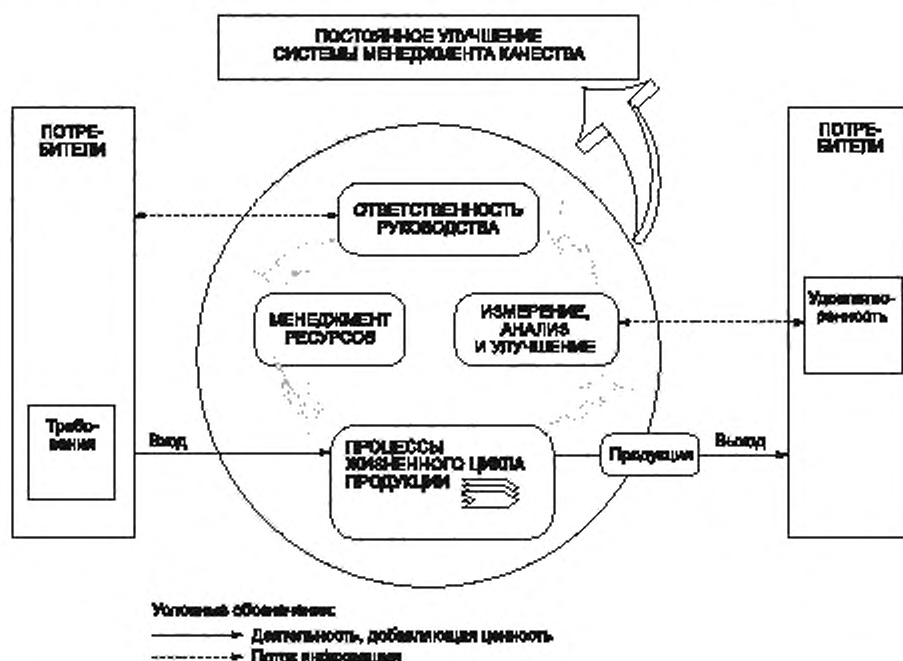 ПОСТОЯННОЕ УЛУЧШЕНИЕ
СИСТЕМЫ МЕНЕДЖМЕНТА КАЧЕСТВА
ПОТРЕ-
БИТЕЛИ
ПОТРЕ-
БИТЕЛИ
ОТВЕТСТВЕННОСТЬ
РУКОВОДСТВА
МЕНЕДЖМЕНТ
РЕСУРСОВ
ИЗМЕРЕНИЕ,
АНАЛИЗ
И УЛУЧШЕНИЕ
Удовлетво-
ренность
Требо-
вания
Вход
ПРОЦЕССЫ
ЖИЗНЕННОГО ЦИКЛА
ПРОДУКЦИИ
Продукция
Выход
Условные обозначения:
Деятельность, добавляющая ценность
Поток информации